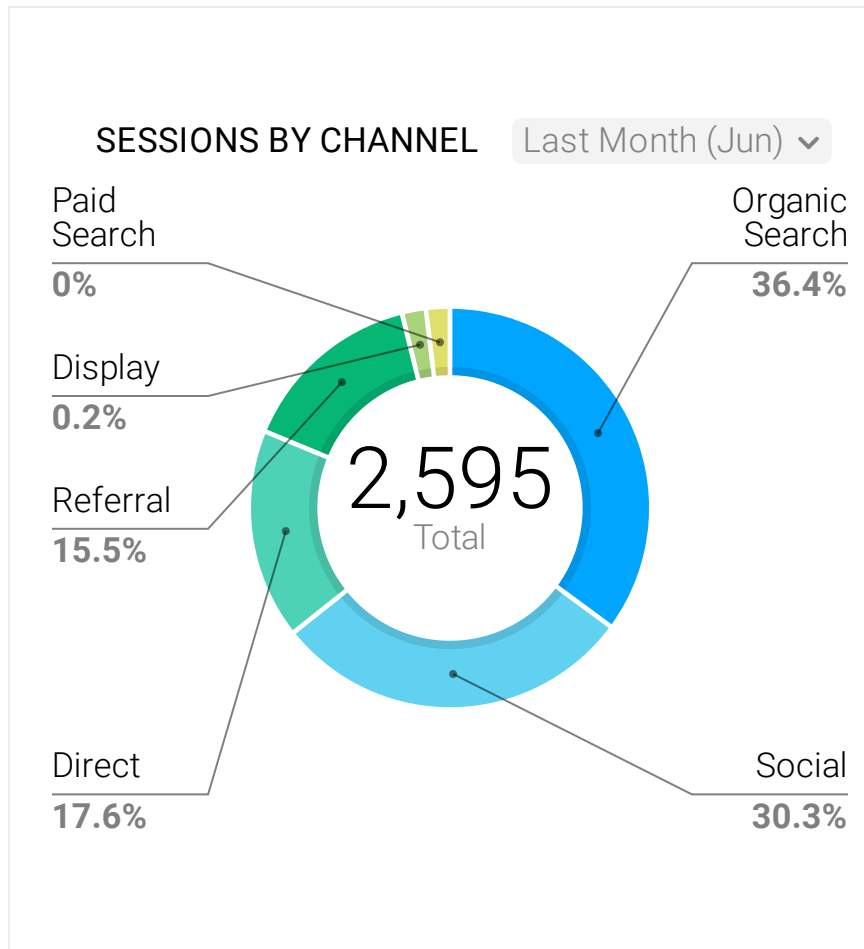 SESSIONS BY CHANNEL
Last Month (Jun)
Paid
Search
0%
Organic
Search
36.4%
Display
0.2%
Referral
15.5%
2,595
Total
Direct
17.6%
Social
30.3%